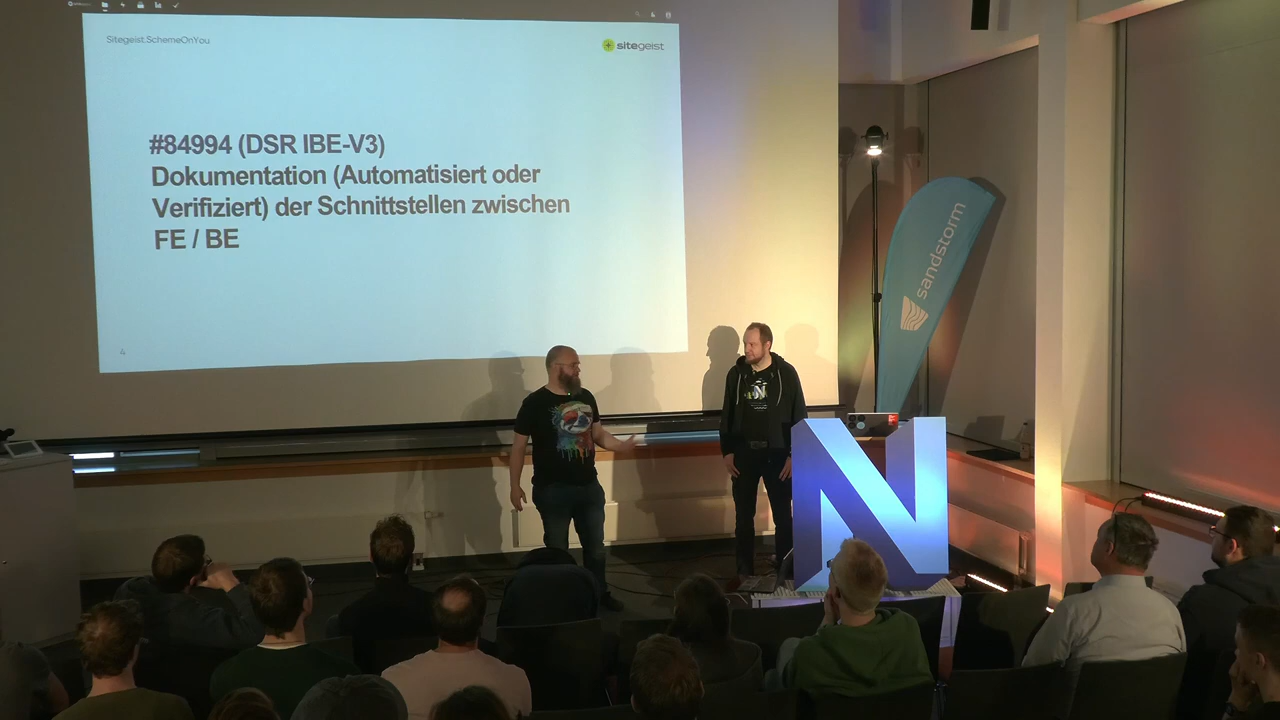 Sitegeist.SchemeOnYou
sitegeist
#84994 (DSR IBE-V3)
Dokumentation (Automatisiert oder
Verifiziert) der Schnittstellen zwischen
FE / BE
4
sandstorm
N